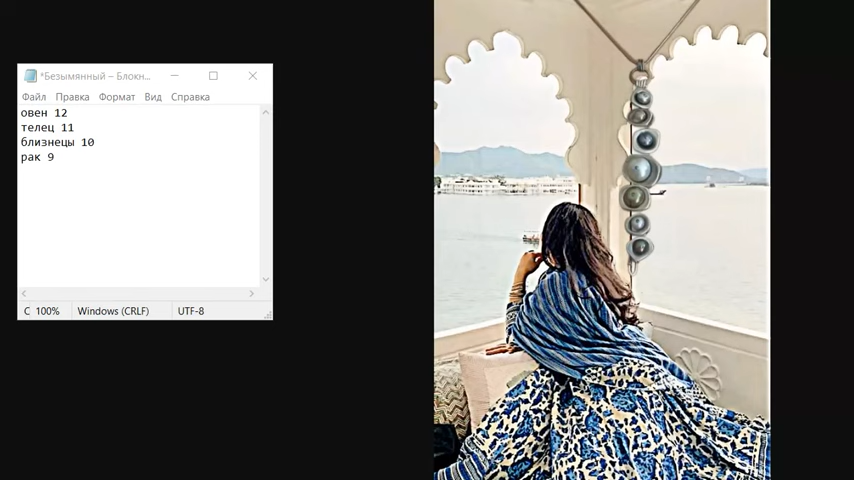 *Безымянный – Блокн...
Файл Правка Формат Вид Справка
овен 12
телец 11
близнецы 10
рак 9
С 100% Windows (CRLF) UTF-8